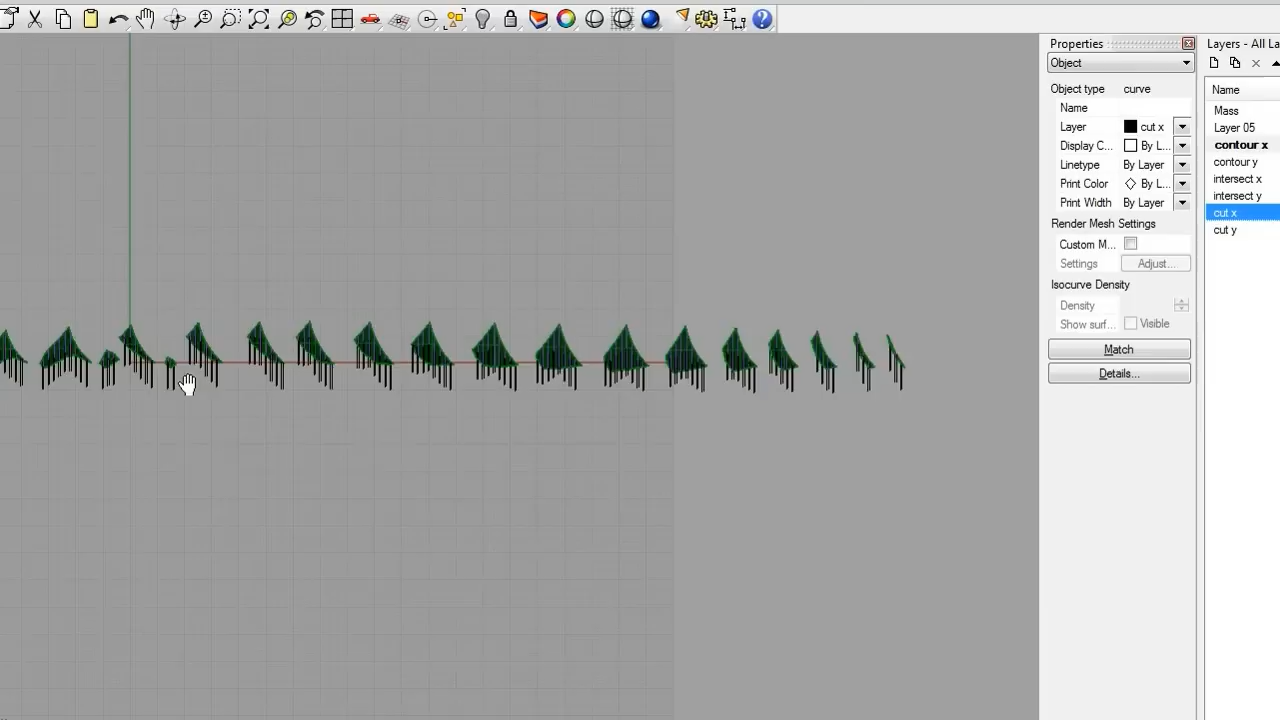 Properties
Object
Object type curve
Name
Layer cut x
Display C... By L...
Linetype By Layer
Print Color By L...
Print Width By Layer
Render Mesh Settings
Custom M...
Settings Adjust...
Isocurve Density
Density
Show surf... Visible
Match
Details...
Layers - All La
Name
Mass
Layer 05
contour x
contour y
intersect x
intersect y
cut x
cut y